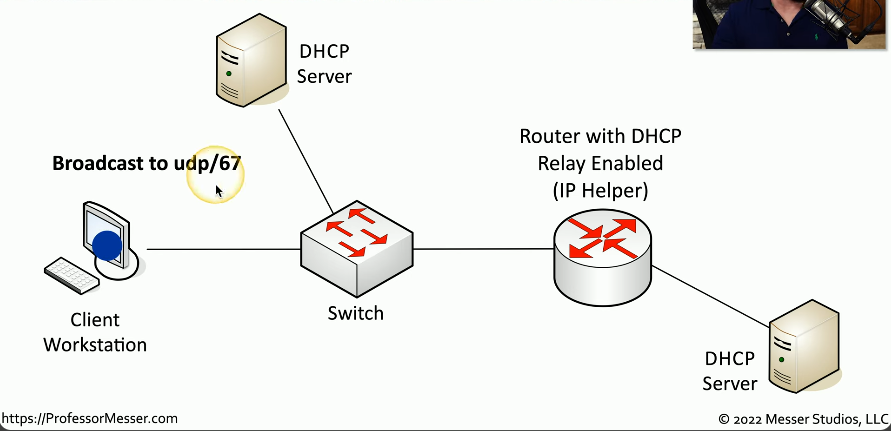 DHCP
Server
Broadcast to udp/67
Router with DHCP
Relay Enabled
(IP Helper)
Client
Workstation
Switch
DHCP
Server
https://ProfessorMesser.com
© 2022 Messer Studios, LLC